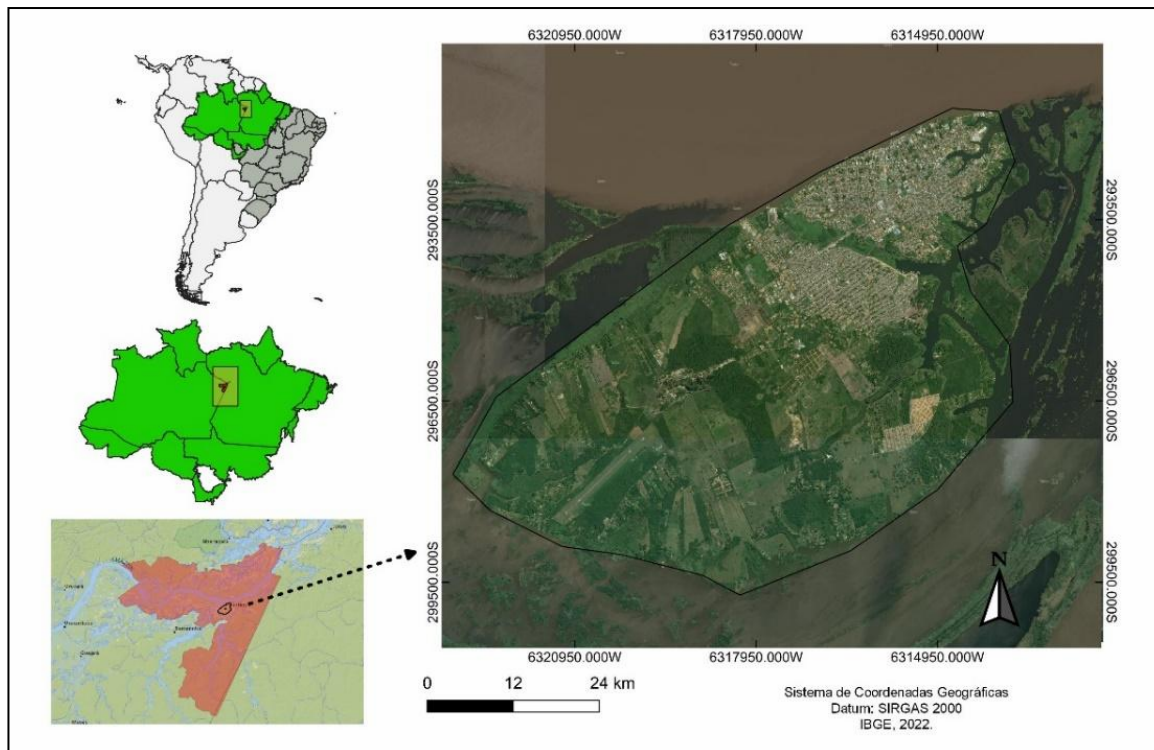 6320950.000W 6317950.000W 6314950.000W
293500.000S 293500.000S
296500.000S 296500.000S
299500.000S 299500.000S
N
6320950.000W 6317950.000W 6314950.000W
0 12 24 km
Sistema de Coordenadas Geográficas
Datum: SIRGAS 2000
IBGE, 2022.